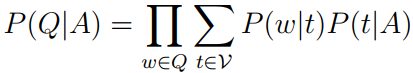 P(Q|A) = ∏_{w∈Q} ∑_{t∈𝒱} P(w|t)P(t|A)